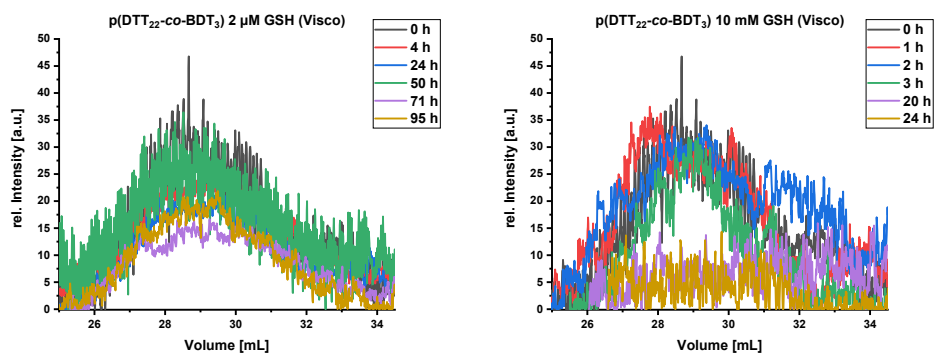 p(DTT₂₂-co-BDT₃) 2 µM GSH (Visco)
50
45
40
35
30
25
20
15
10
5
0
rel. Intensity [a.u.]
0 h
4 h
24 h
50 h
71 h
95 h
26 28 30 32 34
Volume [mL]
p(DTT₂₂-co-BDT₃) 10 mM GSH (Visco)
50
45
40
35
30
25
20
15
10
5
0
rel. Intensity [a.u.]
0 h
1 h
2 h
3 h
20 h
24 h
26 28 30 32 34
Volume [mL]